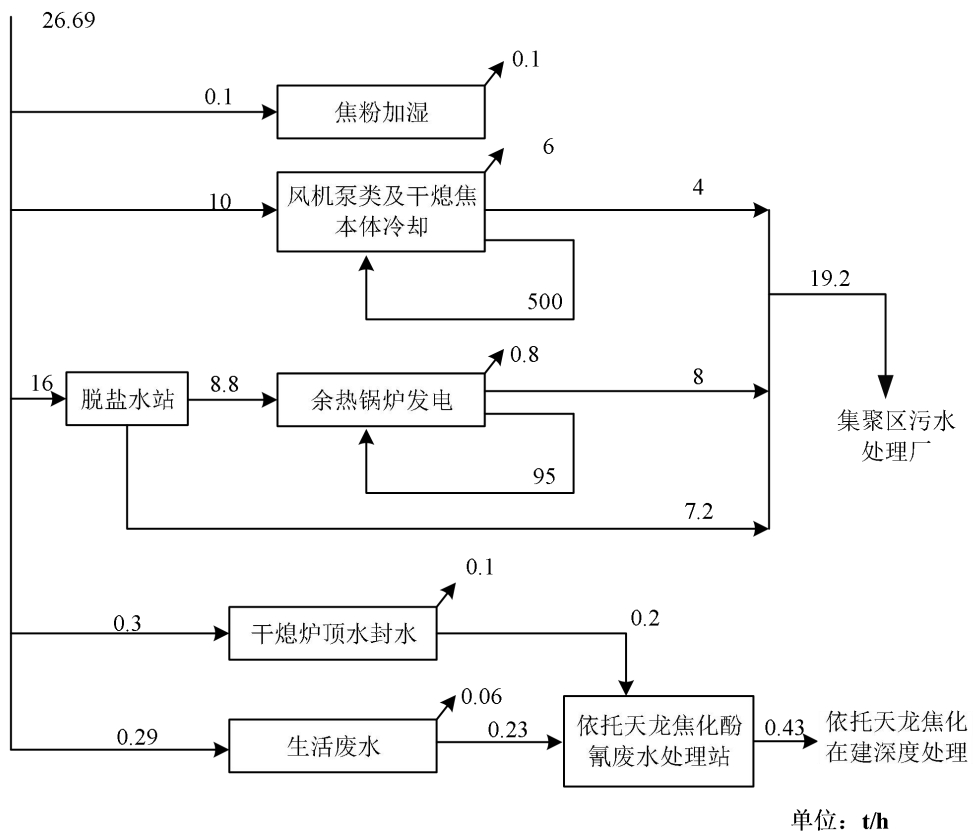 26.69
0.1
0.1
焦粉加湿
6
10
风机泵类及干熄焦
本体冷却
4
500
19.2
0.8
16
脱盐水站
8.8
余热锅炉发电
8
95
集聚区污水
处理厂
7.2
0.1
0.3
干熄炉顶水封水
0.2
0.06
0.29
生活废水
0.23
依托天龙焦化酚
氰废水处理站
0.43
依托天龙焦化
在建深度处理
单位：t/h